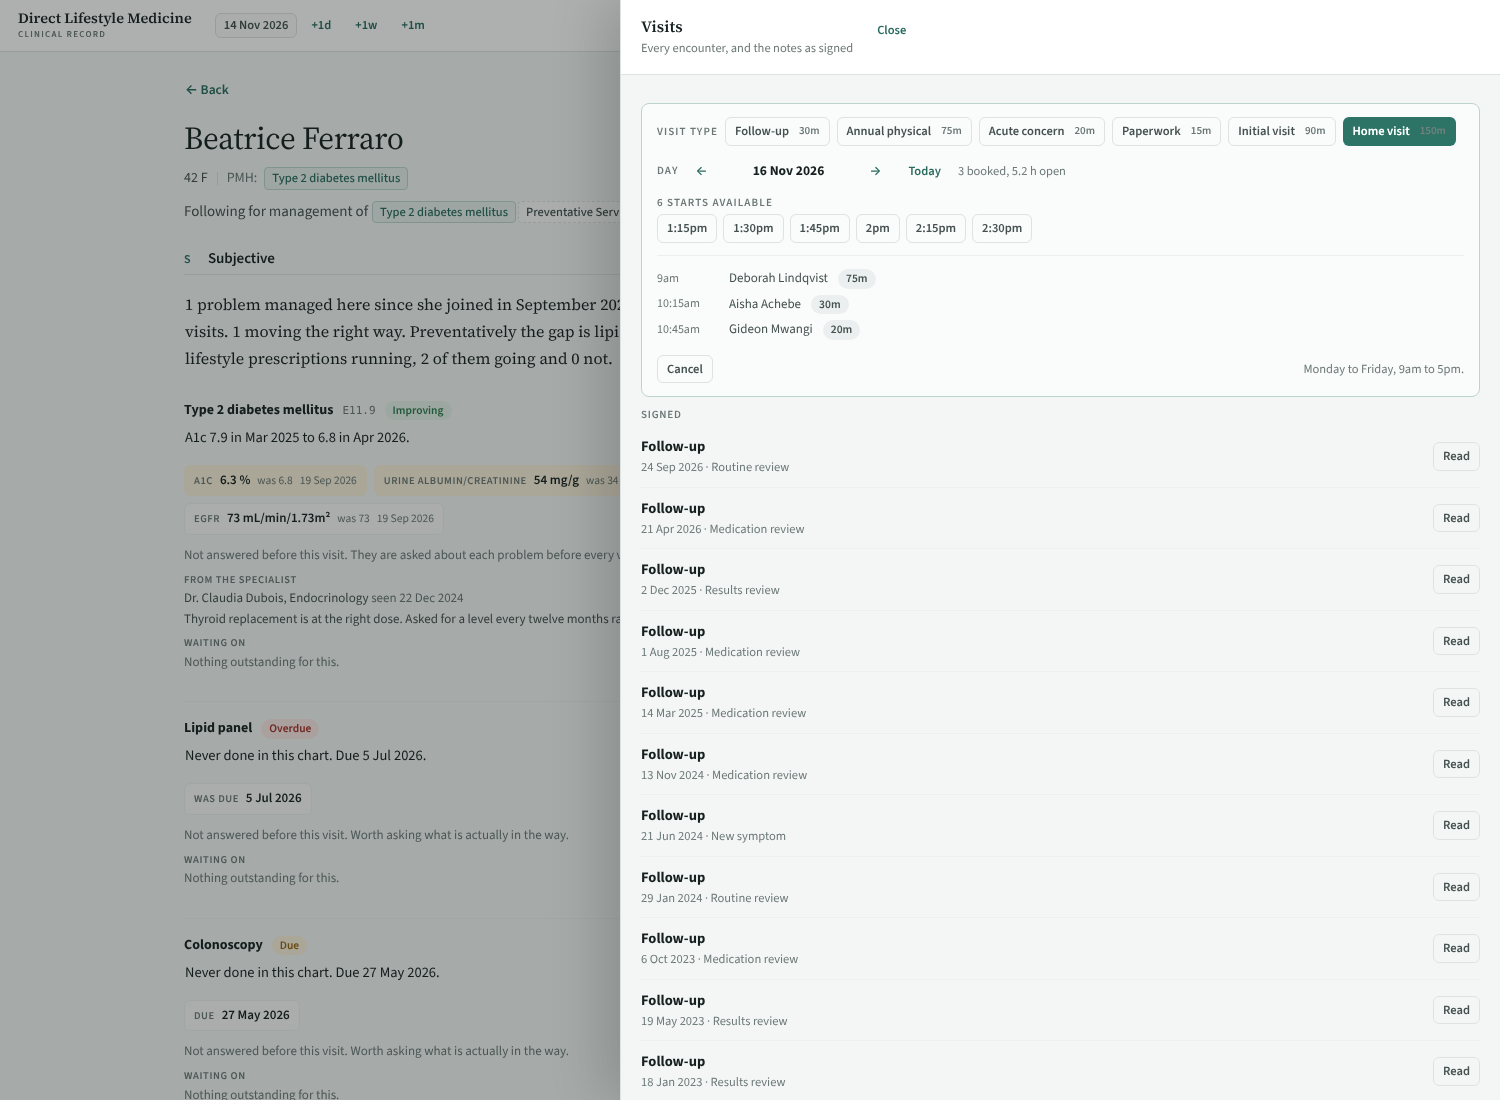 Direct Lifestyle Medicine
CLINICAL RECORD
14 Nov 2026 +1d +1w +1m
← Back
Beatrice Ferraro
42 F PMH: Type 2 diabetes mellitus
Following for management of Type 2 diabetes mellitus Preventative Serv
S Subjective
1 problem managed here since she joined in September 202
visits. 1 moving the right way. Preventatively the gap is lipi
lifestyle prescriptions running, 2 of them going and 0 not.
Type 2 diabetes mellitus E11.9 Improving
A1c 7.9 in Mar 2025 to 6.8 in Apr 2026.
A1C 6.3 % was 6.8 19 Sep 2026 URINE ALBUMIN/CREATININE 54 mg/g was 34
EGFR 73 mL/min/1.73m² was 73 19 Sep 2026
Not answered before this visit. They are asked about each problem before every v
FROM THE SPECIALIST
Dr. Claudia Dubois, Endocrinology seen 22 Dec 2024
Thyroid replacement is at the right dose. Asked for a level every twelve months ra
WAITING ON
Nothing outstanding for this.
Lipid panel Overdue
Never done in this chart. Due 5 Jul 2026.
WAS DUE 5 Jul 2026
Not answered before this visit. Worth asking what is actually in the way.
WAITING ON
Nothing outstanding for this.
Colonoscopy Due
Never done in this chart. Due 27 May 2026.
DUE 27 May 2026
Not answered before this visit. Worth asking what is actually in the way.
WAITING ON
Nothing outstanding for this.
Visits
Every encounter, and the notes as signed
Close
VISIT TYPE Follow-up 30m Annual physical 75m Acute concern 20m Paperwork 15m Initial visit 90m Home visit 150m
DAY ← 16 Nov 2026 → Today 3 booked, 5.2 h open
6 STARTS AVAILABLE
1:15pm 1:30pm 1:45pm 2pm 2:15pm 2:30pm
9am Deborah Lindqvist 75m
10:15am Aisha Achebe 30m
10:45am Gideon Mwangi 20m
Cancel Monday to Friday, 9am to 5pm.
SIGNED
Follow-up
24 Sep 2026 · Routine review
Read
Follow-up
21 Apr 2026 · Medication review
Read
Follow-up
2 Dec 2025 · Results review
Read
Follow-up
1 Aug 2025 · Medication review
Read
Follow-up
14 Mar 2025 · Medication review
Read
Follow-up
13 Nov 2024 · Medication review
Read
Follow-up
21 Jun 2024 · New symptom
Read
Follow-up
29 Jan 2024 · Routine review
Read
Follow-up
6 Oct 2023 · Medication review
Read
Follow-up
19 May 2023 · Results review
Read
Follow-up
18 Jan 2023 · Results review
Read